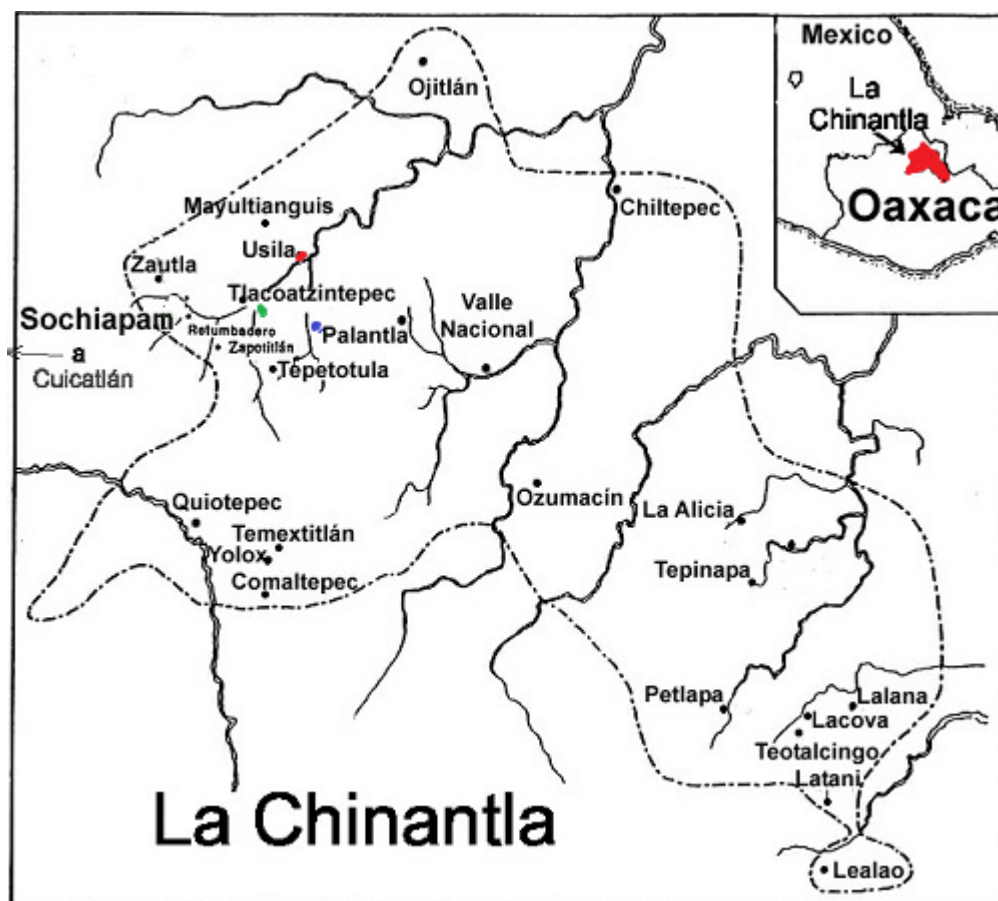 Mexico
Ojitlán
La
Chinantla
Oaxaca
Mayultianguis
Chiltepec
Usila
Zautla
Tlacoatzintepec
Valle
Nacional
Sochiapam
Retumbadero
Palantla
a
Zapotitlán
Cuicatlán
Tepetotula
Quiotepec
Ozumacín
La Alicia
Temextitlán
Yolox
Tepinapa
Comaltepec
Petlapa
Lalana
Lacova
Teotalcingo
Latani
La Chinantla
Lealao